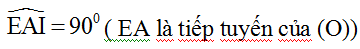 $\widehat{EAI} = 90^0$ ( EA là tiếp tuyến của (O))